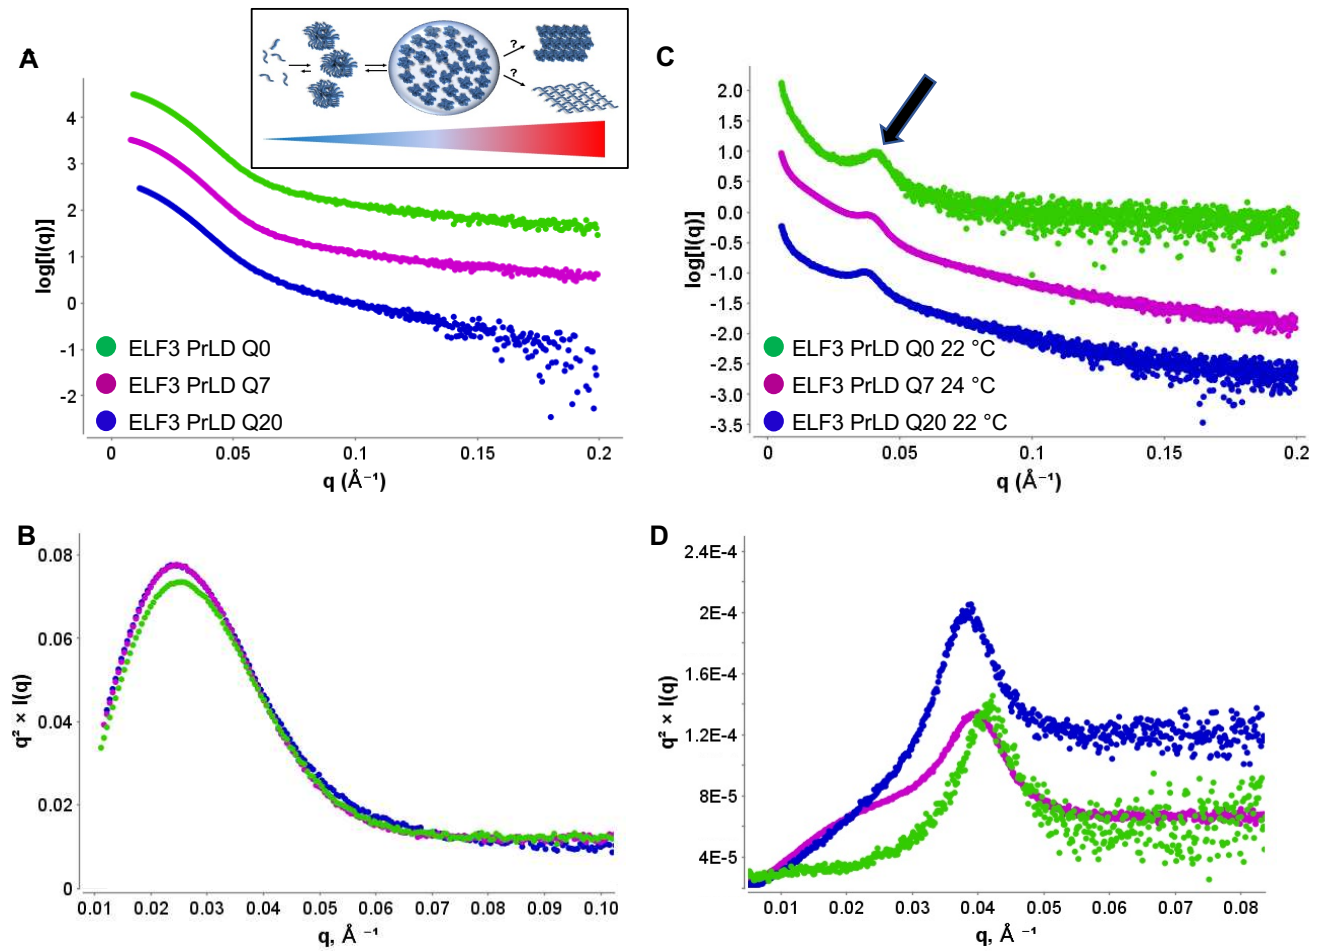 A
?
?
4
3
2
1
0
-1
-2
log[I(q)]
ELF3 PrLD Q0
ELF3 PrLD Q7
ELF3 PrLD Q20
0
0.05
0.1
0.15
0.2
q (Å⁻¹)
C
2.0
1.5
1.0
0.5
0.0
-0.5
-1.0
-1.5
-2.0
-2.5
-3.0
-3.5
log[I(q)]
ELF3 PrLD Q0 22 °C
ELF3 PrLD Q7 24 °C
ELF3 PrLD Q20 22 °C
0
0.05
0.1
0.15
0.2
q (Å⁻¹)
B
0.08
0.06
0.04
0.02
0
q² × I(q)
0.01
0.02
0.03
0.04
0.05
0.06
0.07
0.08
0.09
0.10
q, Å⁻¹
D
2.4E-4
2E-4
1.6E-4
1.2E-4
8E-5
4E-5
q² × I(q)
0.01
0.02
0.03
0.04
0.05
0.06
0.07
0.08
q, Å⁻¹